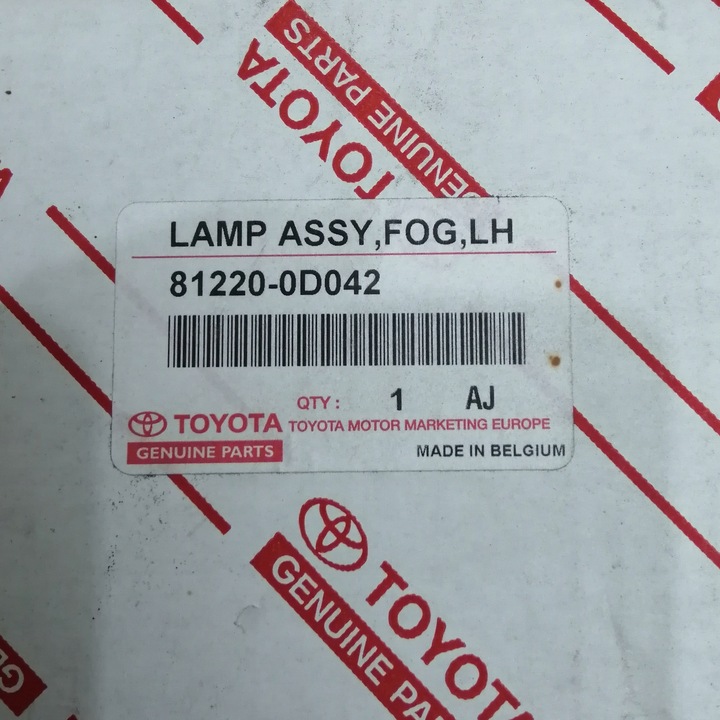 GENUINE PARTS
TOYOTA
LAMP ASSY,FOG,LH
81220-0D042
QTY : 1 AJ
TOYOTA TOYOTA MOTOR MARKETING EUROPE
GENUINE PARTS MADE IN BELGIUM
TOYOTA
GENUINE PA